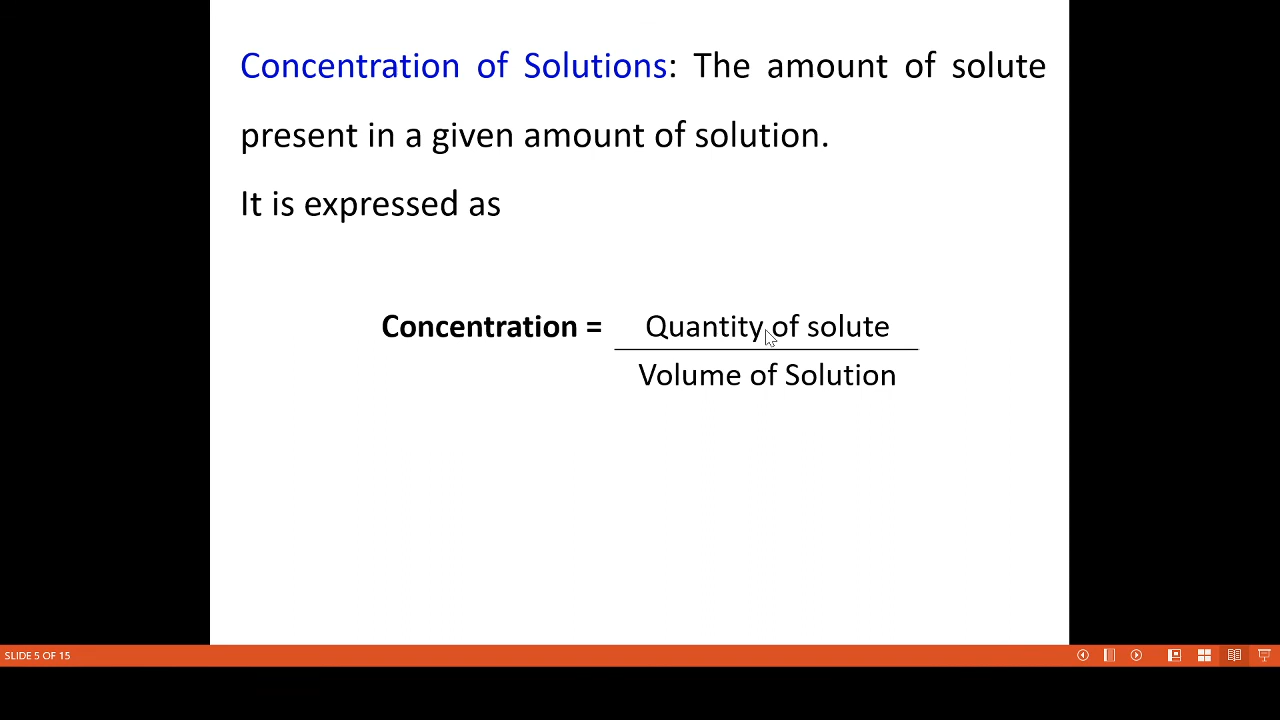 Concentration of Solutions: The amount of solute
present in a given amount of solution.
It is expressed as
Concentration = Quantity of solute
Volume of Solution
SLIDE 5 OF 15